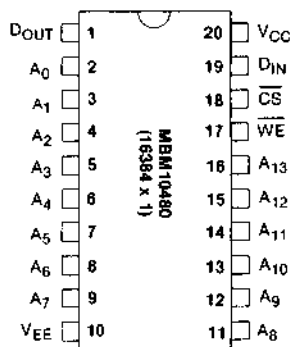 DOUT 1 20 VCC
A0 2 19 DIN
A1 3 18 C̅S̅
A2 4 17 W̅E̅
A3 5 16 A13
A4 6 15 A12
A5 7 14 A11
A6 8 13 A10
A7 9 12 A9
VEE 10 11 A8
MBM10480
(16384 x 1)